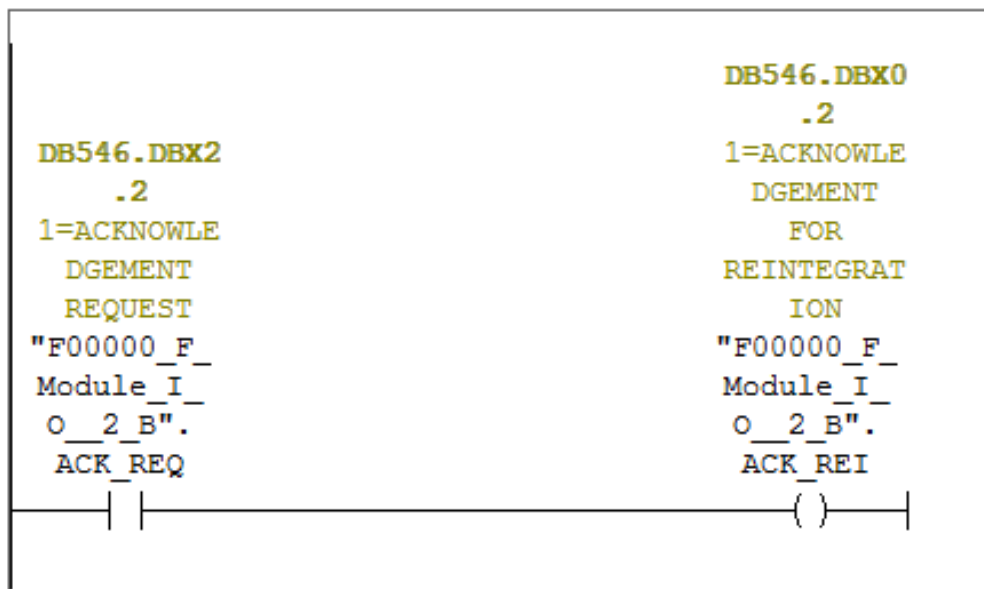 DB546.DBX2
.2
1=ACKNOWLE
DGEMENT
REQUEST
"F00000_F_
Module_I_
O__2_B".
ACK_REQ
DB546.DBX0
.2
1=ACKNOWLE
DGEMENT
FOR
REINTEGRAT
ION
"F00000_F_
Module_I_
O__2_B".
ACK_REI